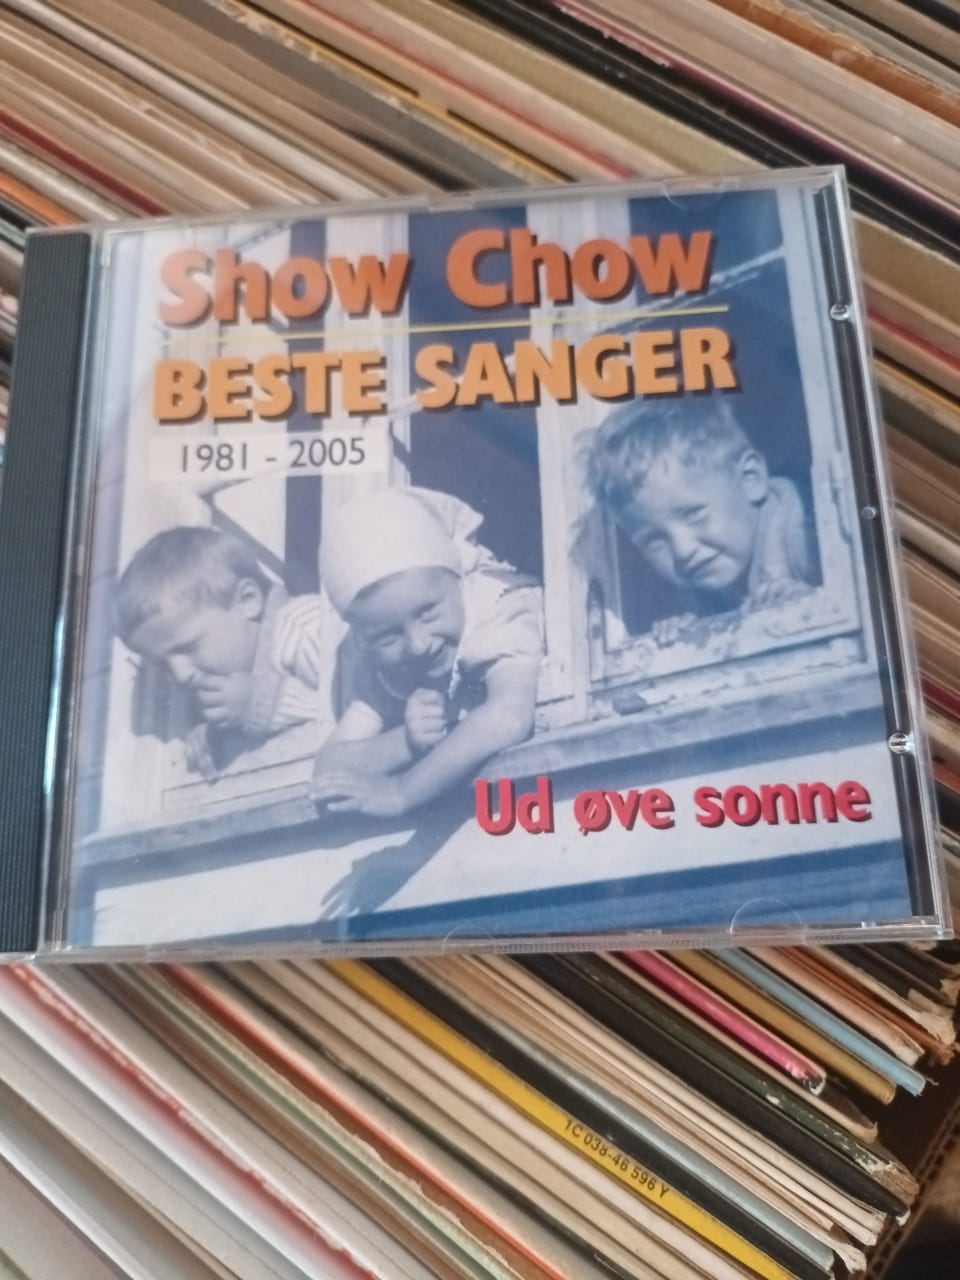 Show Chow
BESTE SANGER
1981 - 2005
Ud øve sonne
1C 038-46 596 Y